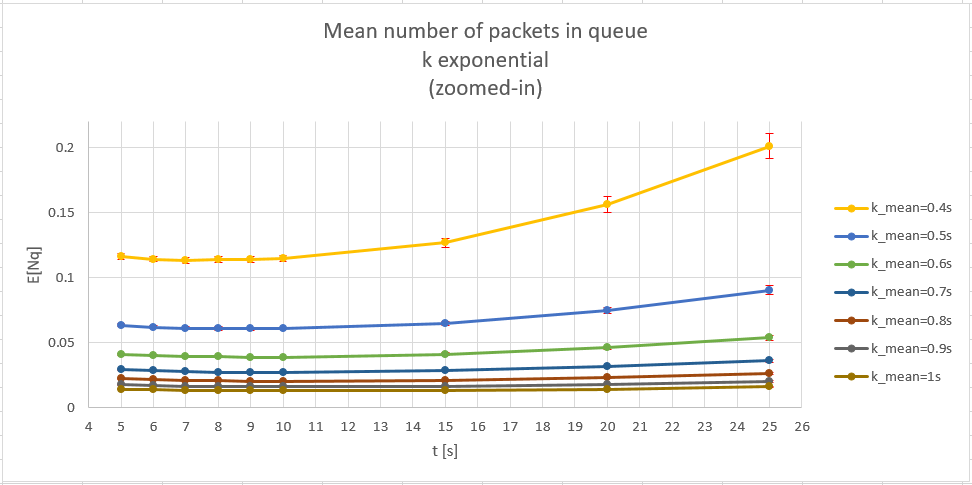 Mean number of packets in queue
k exponential
(zoomed-in)
0.2
0.15
0.1
0.05
0
E[Nq]
4 5 6 7 8 9 10 11 12 13 14 15 16 17 18 19 20 21 22 23 24 25 26
t [s]
k_mean=0.4s
k_mean=0.5s
k_mean=0.6s
k_mean=0.7s
k_mean=0.8s
k_mean=0.9s
k_mean=1s